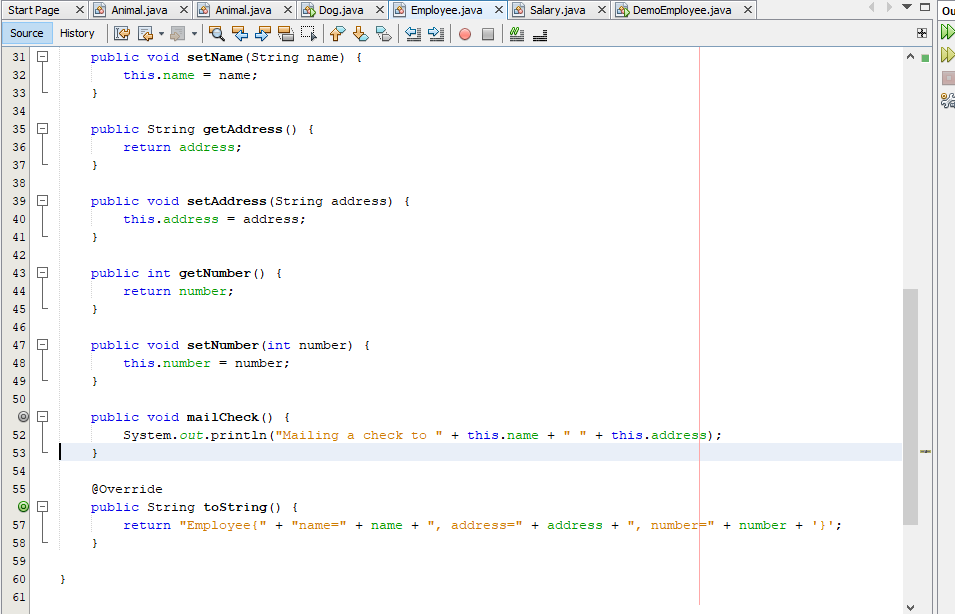 Start Page Animal.java Animal.java Dog.java Employee.java Salary.java DemoEmployee.java Ou
Source History
31 public void setName(String name) {
32 this.name = name;
33 }
34
35 public String getAddress() {
36 return address;
37 }
38
39 public void setAddress(String address) {
40 this.address = address;
41 }
42
43 public int getNumber() {
44 return number;
45 }
46
47 public void setNumber(int number) {
48 this.number = number;
49 }
50
public void mailCheck() {
52 System.out.println("Mailing a check to " + this.name + " " + this.address);
53 }
54
55 @Override
public String toString() {
57 return "Employee{" + "name=" + name + ", address=" + address + ", number=" + number + '}';
58 }
59
60 }
61